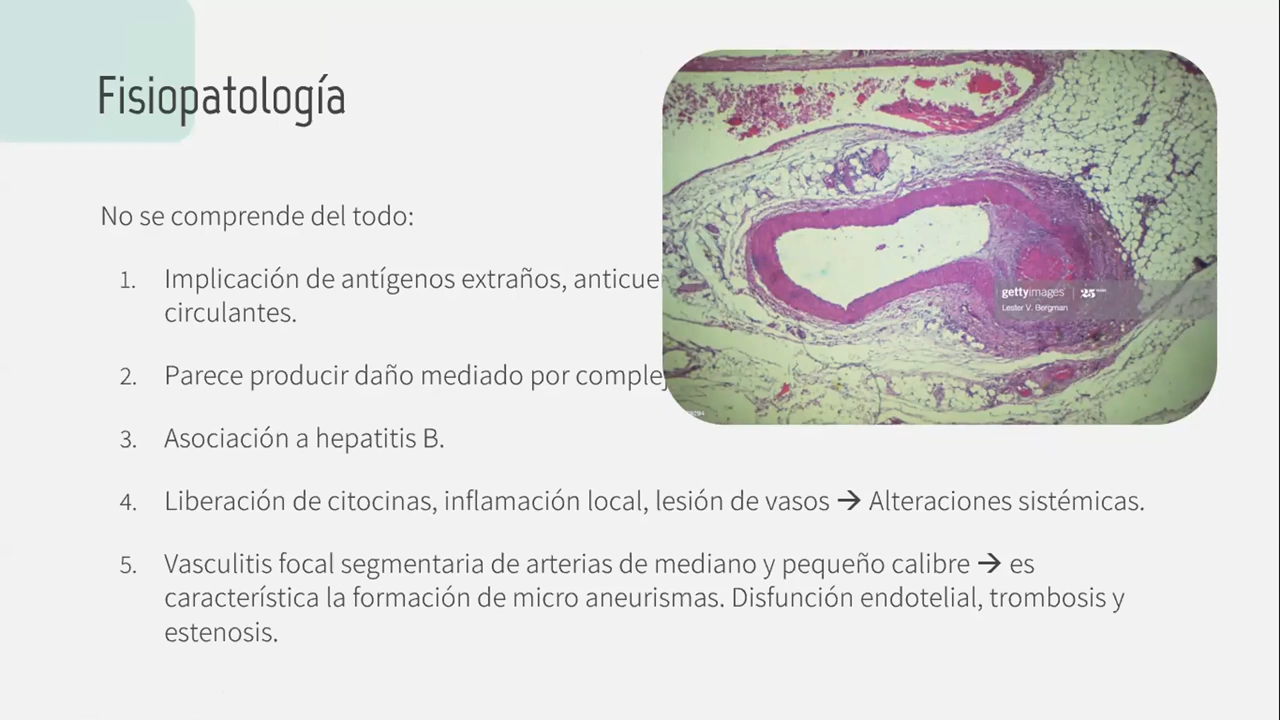 Fisiopatología
No se comprende del todo:
1. Implicación de antígenos extraños,
circulantes.
2. Parece producir daño mediado por
3. Asociación a hepatitis B.
4. Liberación de citocinas, inflamación local, lesión de vasos → Alteraciones sistémicas.
5. Vasculitis focal segmentaria de arterias de mediano y pequeño calibre → es
característica la formación de micro aneurismas. Disfunción endotelial, trombosis y
estenosis.
gettyimages
Lester V. Bergman